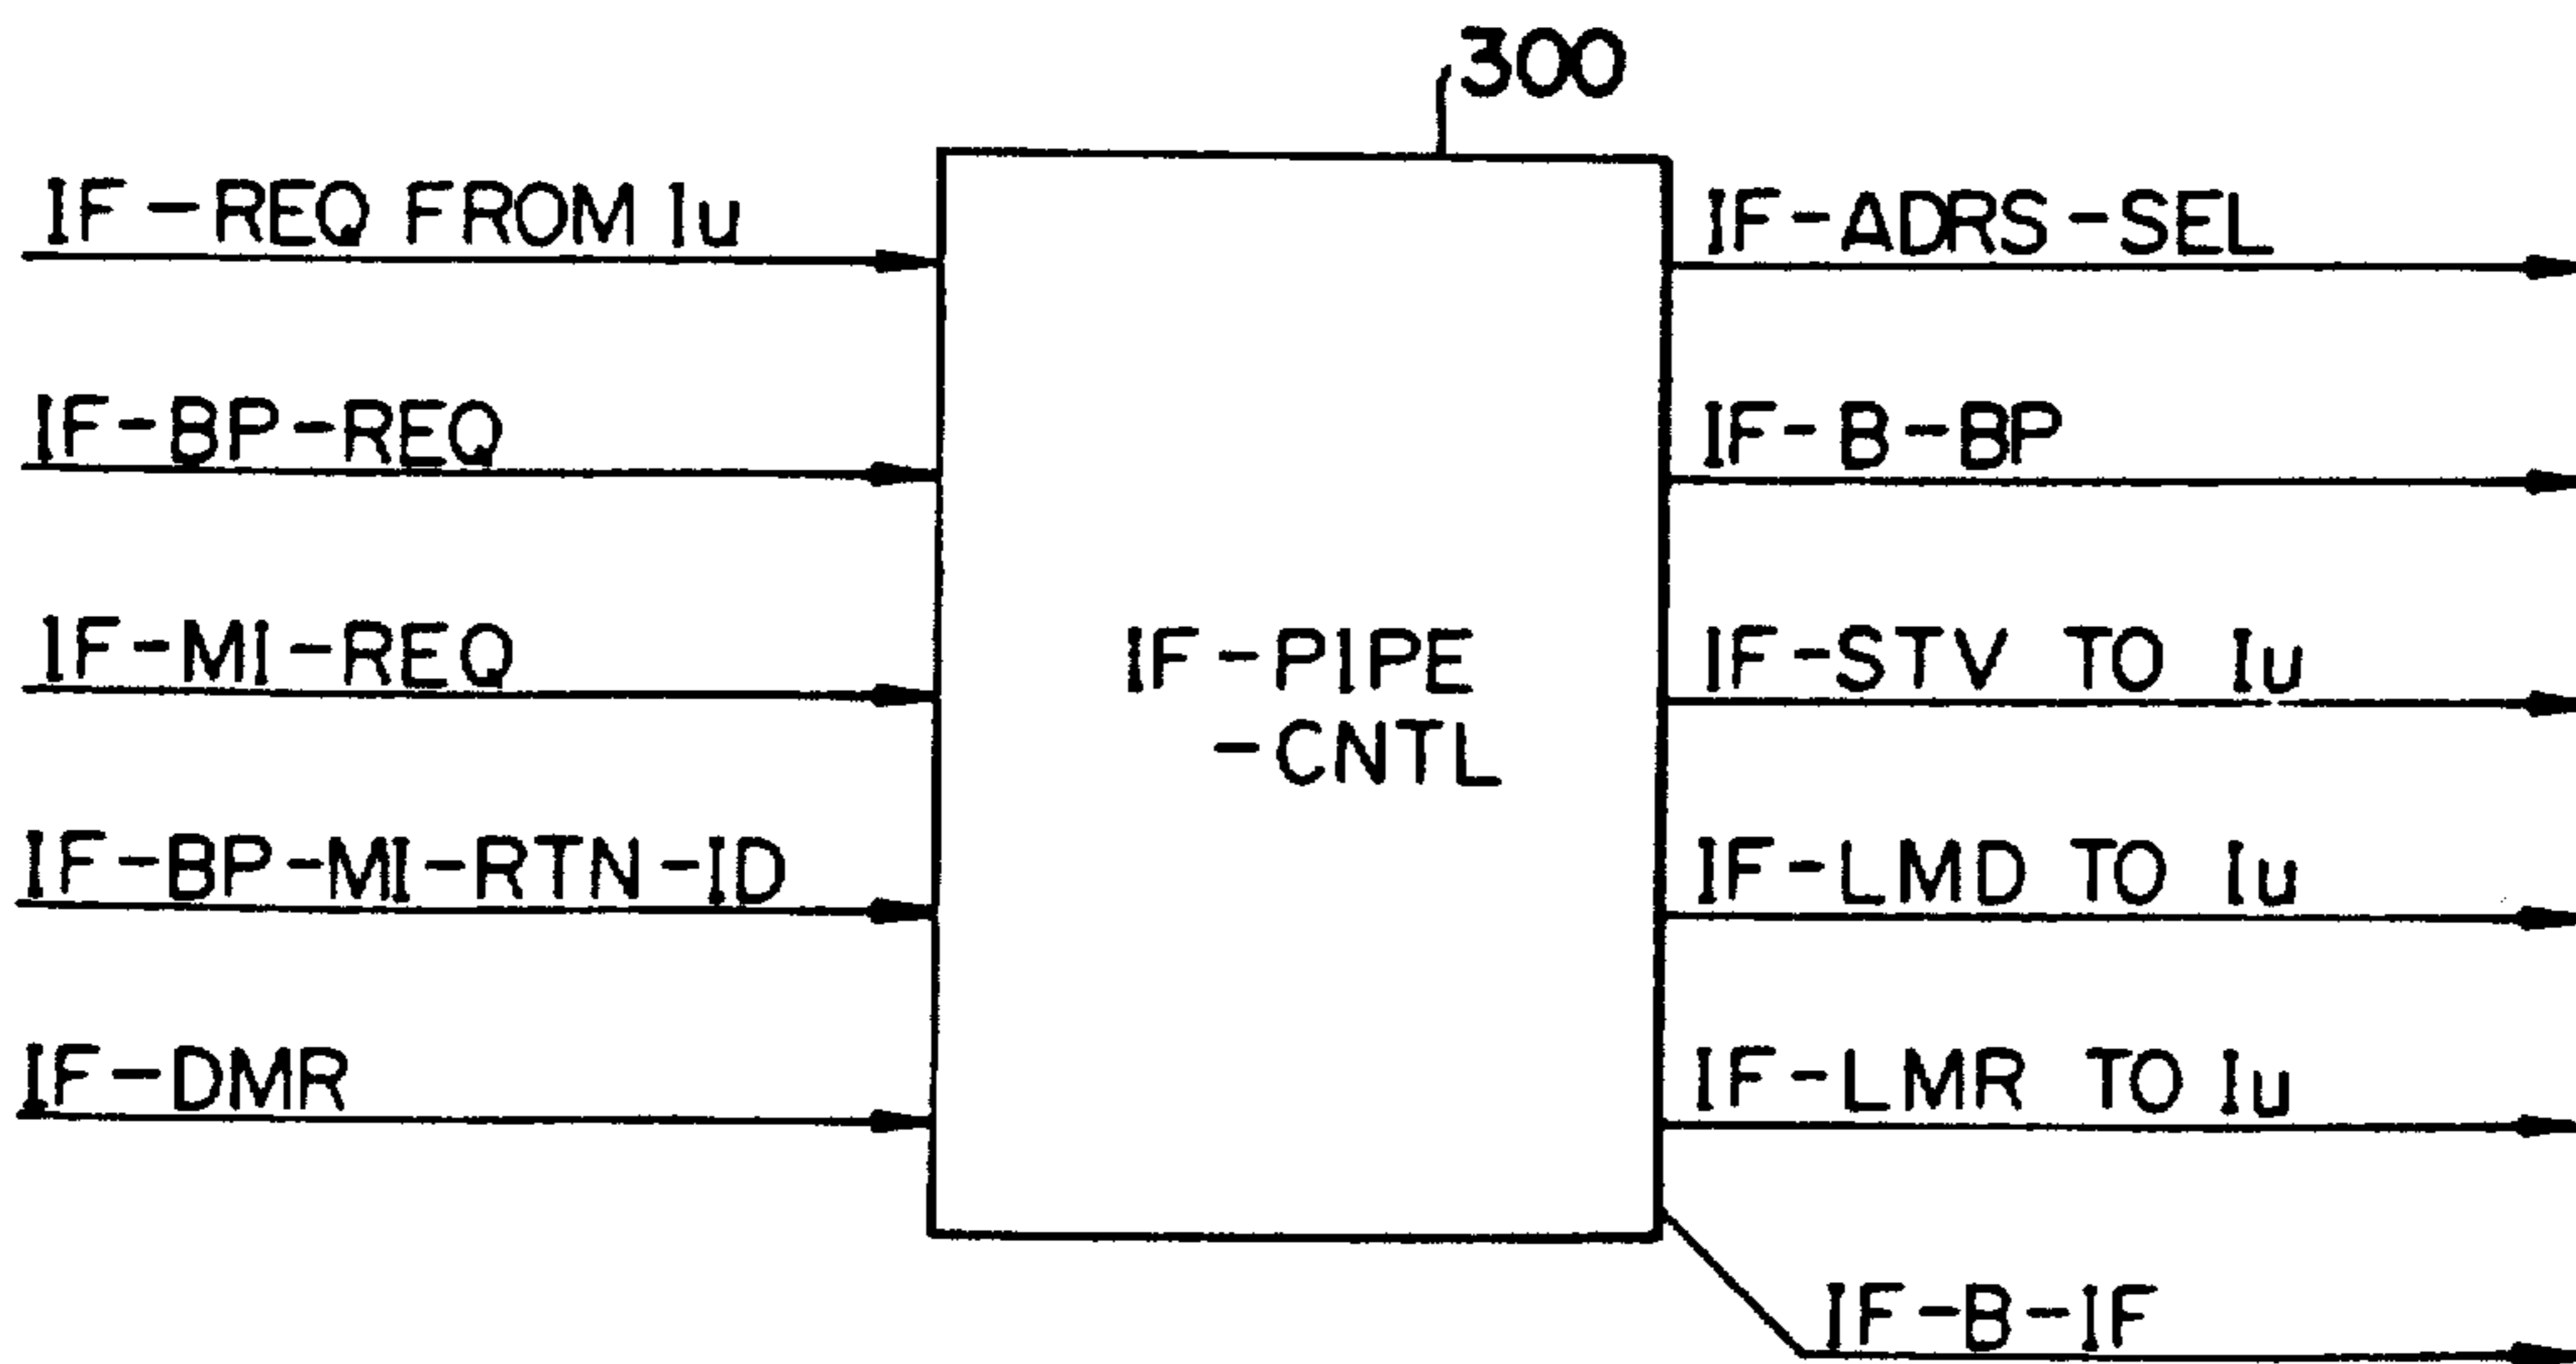 300
IF-REQ FROM Iu
IF-BP-REQ
IF-MI-REQ
IF-BP-MI-RTN-ID
IF-DMR
IF-PIPE
-CNTL
IF-ADRS-SEL
IF-B-BP
IF-STV TO Iu
IF-LMD TO Iu
IF-LMR TO Iu
IF-B-IF